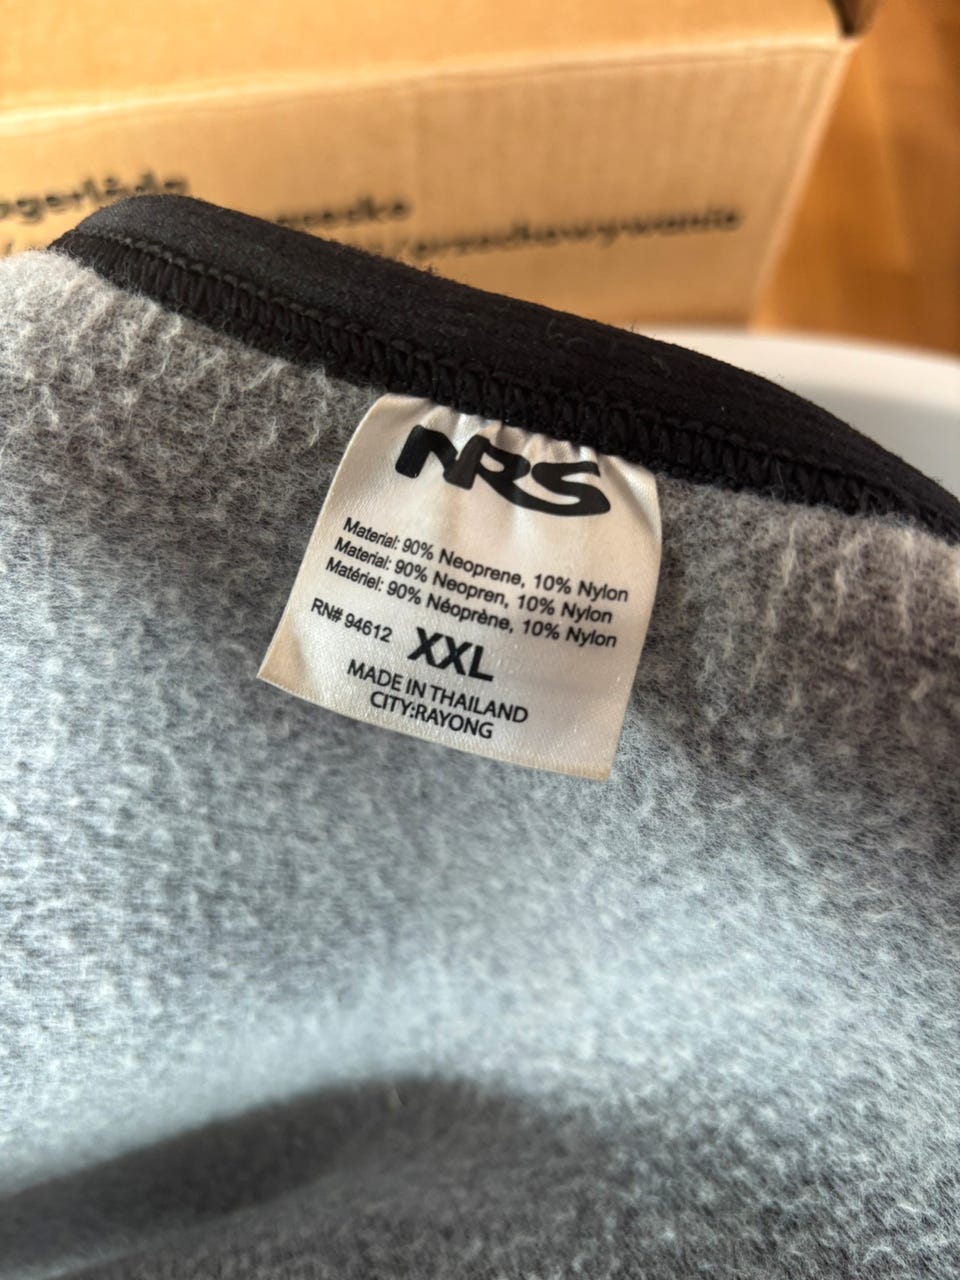 /przechowywanie
NRS
Material: 90% Neoprene, 10% Nylon
Material: 90% Neopren, 10% Nylon
Matériel: 90% Néoprène, 10% Nylon
RN# 94612
XXL
MADE IN THAILAND
CITY:RAYONG